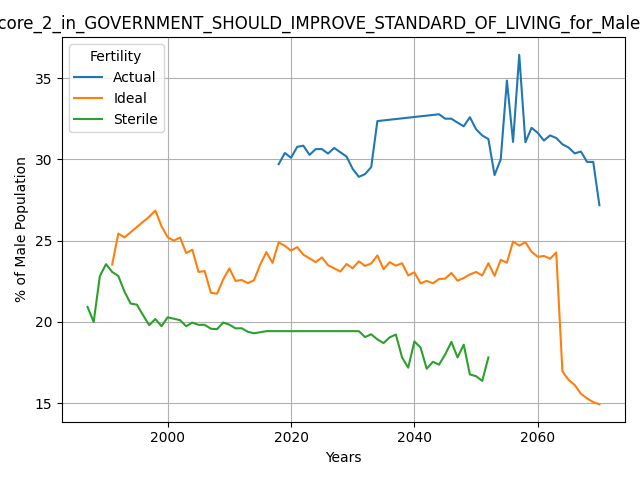 core_2_in_GOVERNMENT_SHOULD_IMPROVE_STANDARD_OF_LIVING_for_Male
Fertility
Actual
Ideal
Sterile
% of Male Population
35
30
25
20
15
2000
2020
2040
2060
Years